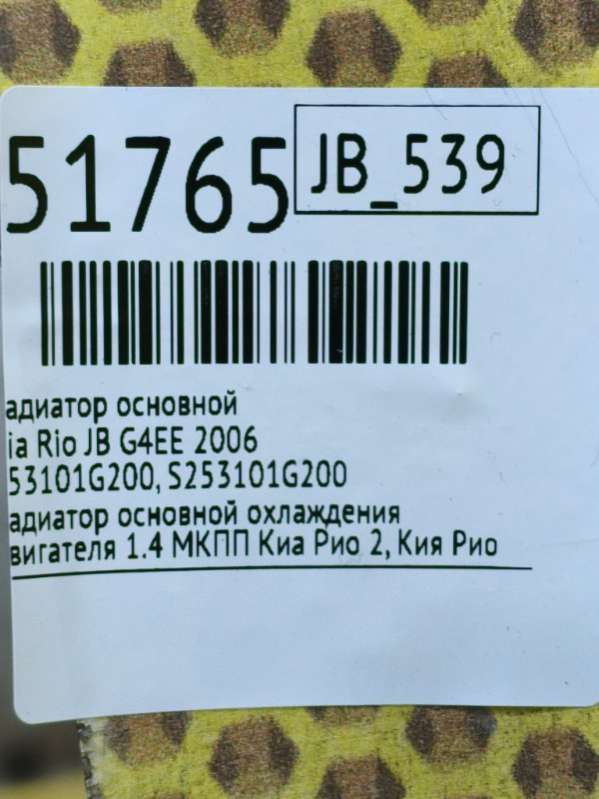 51765
JB_539
адиатор основной
ia Rio JB G4EE 2006
53101G200, S253101G200
адиатор основной охлаждения
вигателя 1.4 МКПП Киа Рио 2, Кия Рио